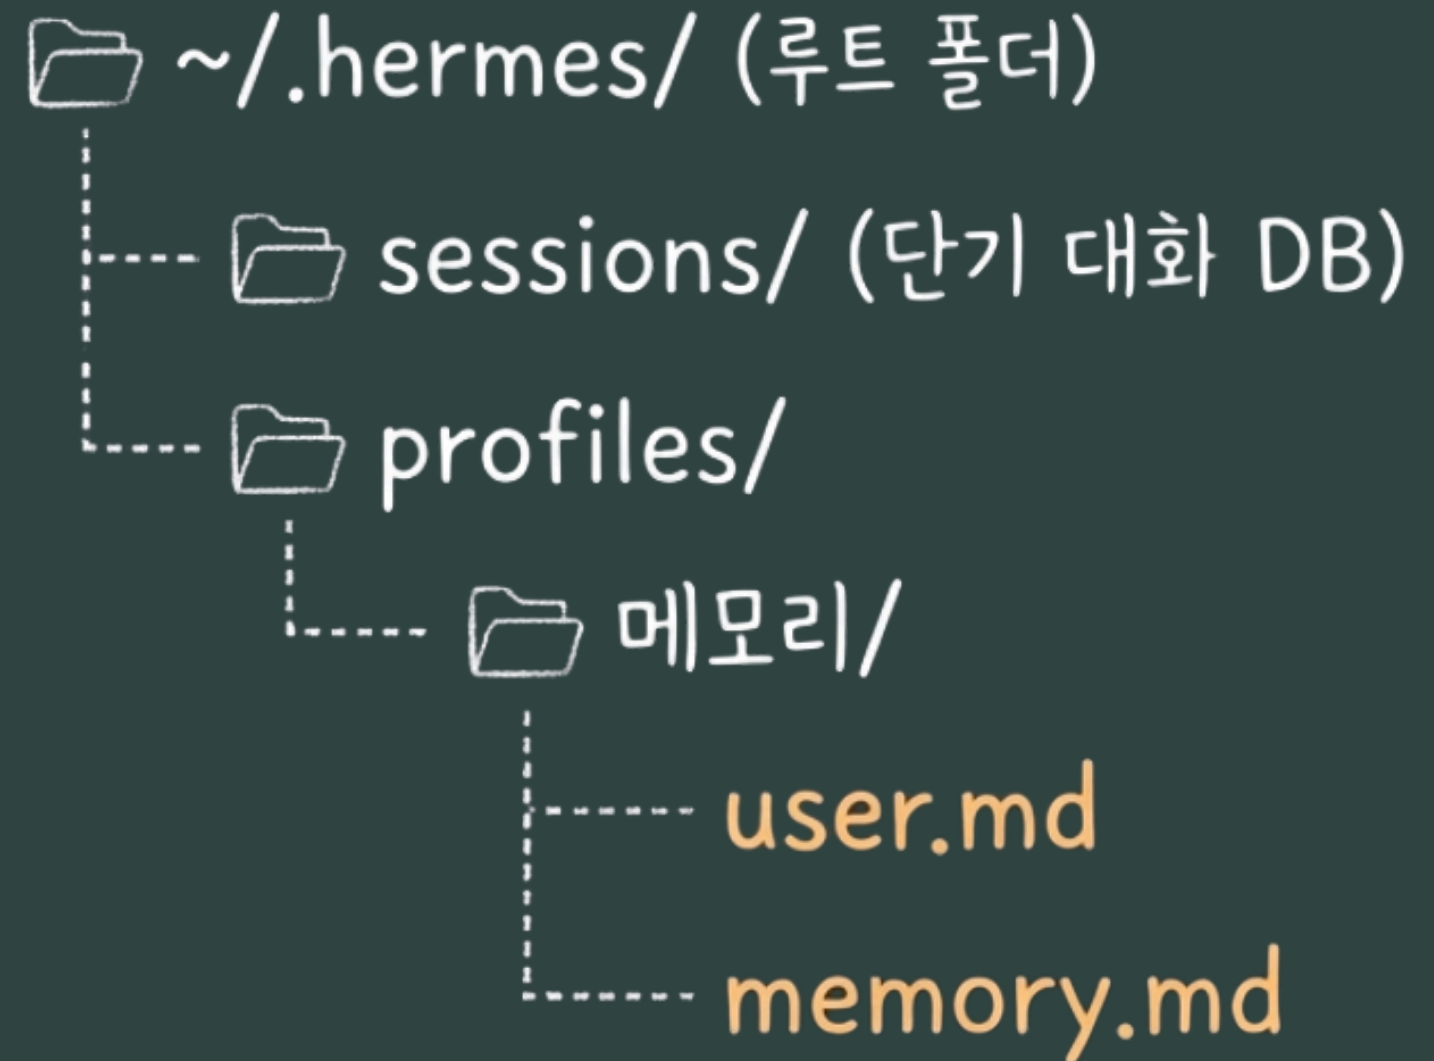 ~/.hermes/ (루트 폴더)
sessions/ (단기 대화 DB)
profiles/
메모리/
user.md
memory.md